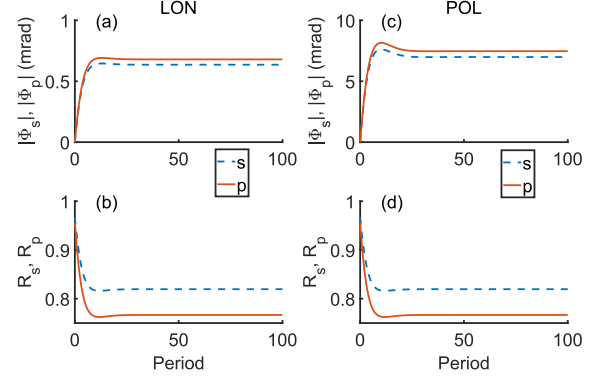 LON
POL
(a)
(c)
1
0.5
0
|Φs|, |Φp| (mrad)
0
50
100
10
5
0
|Φs|, |Φp| (mrad)
0
50
100
s
p
s
p
(b)
(d)
1
0.9
0.8
Rs, Rp
0
50
100
Period
1
0.9
0.8
Rs, Rp
0
50
100
Period